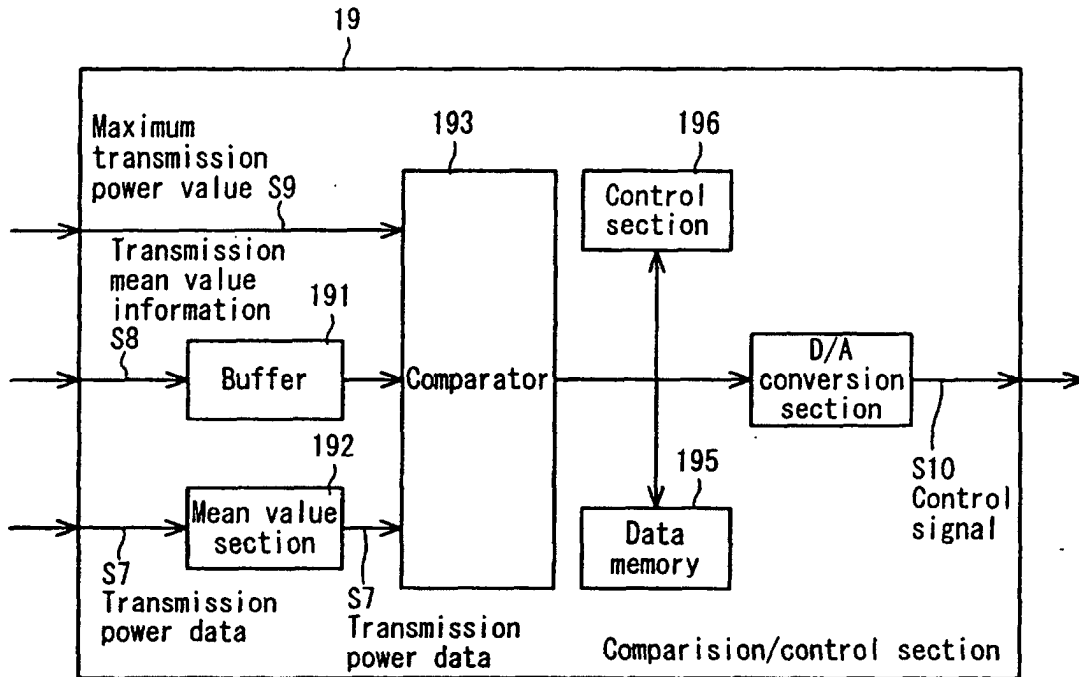 19
Maximum
transmission
power value S9
193
196
Control
section
Transmission
mean value
information
191
S8
Buffer
Comparator
D/A
conversion
section
192
195
S10
Control
signal
Mean value
section
Data
memory
S7
Transmission
power data
S7
Transmission
power data
Comparision/control section